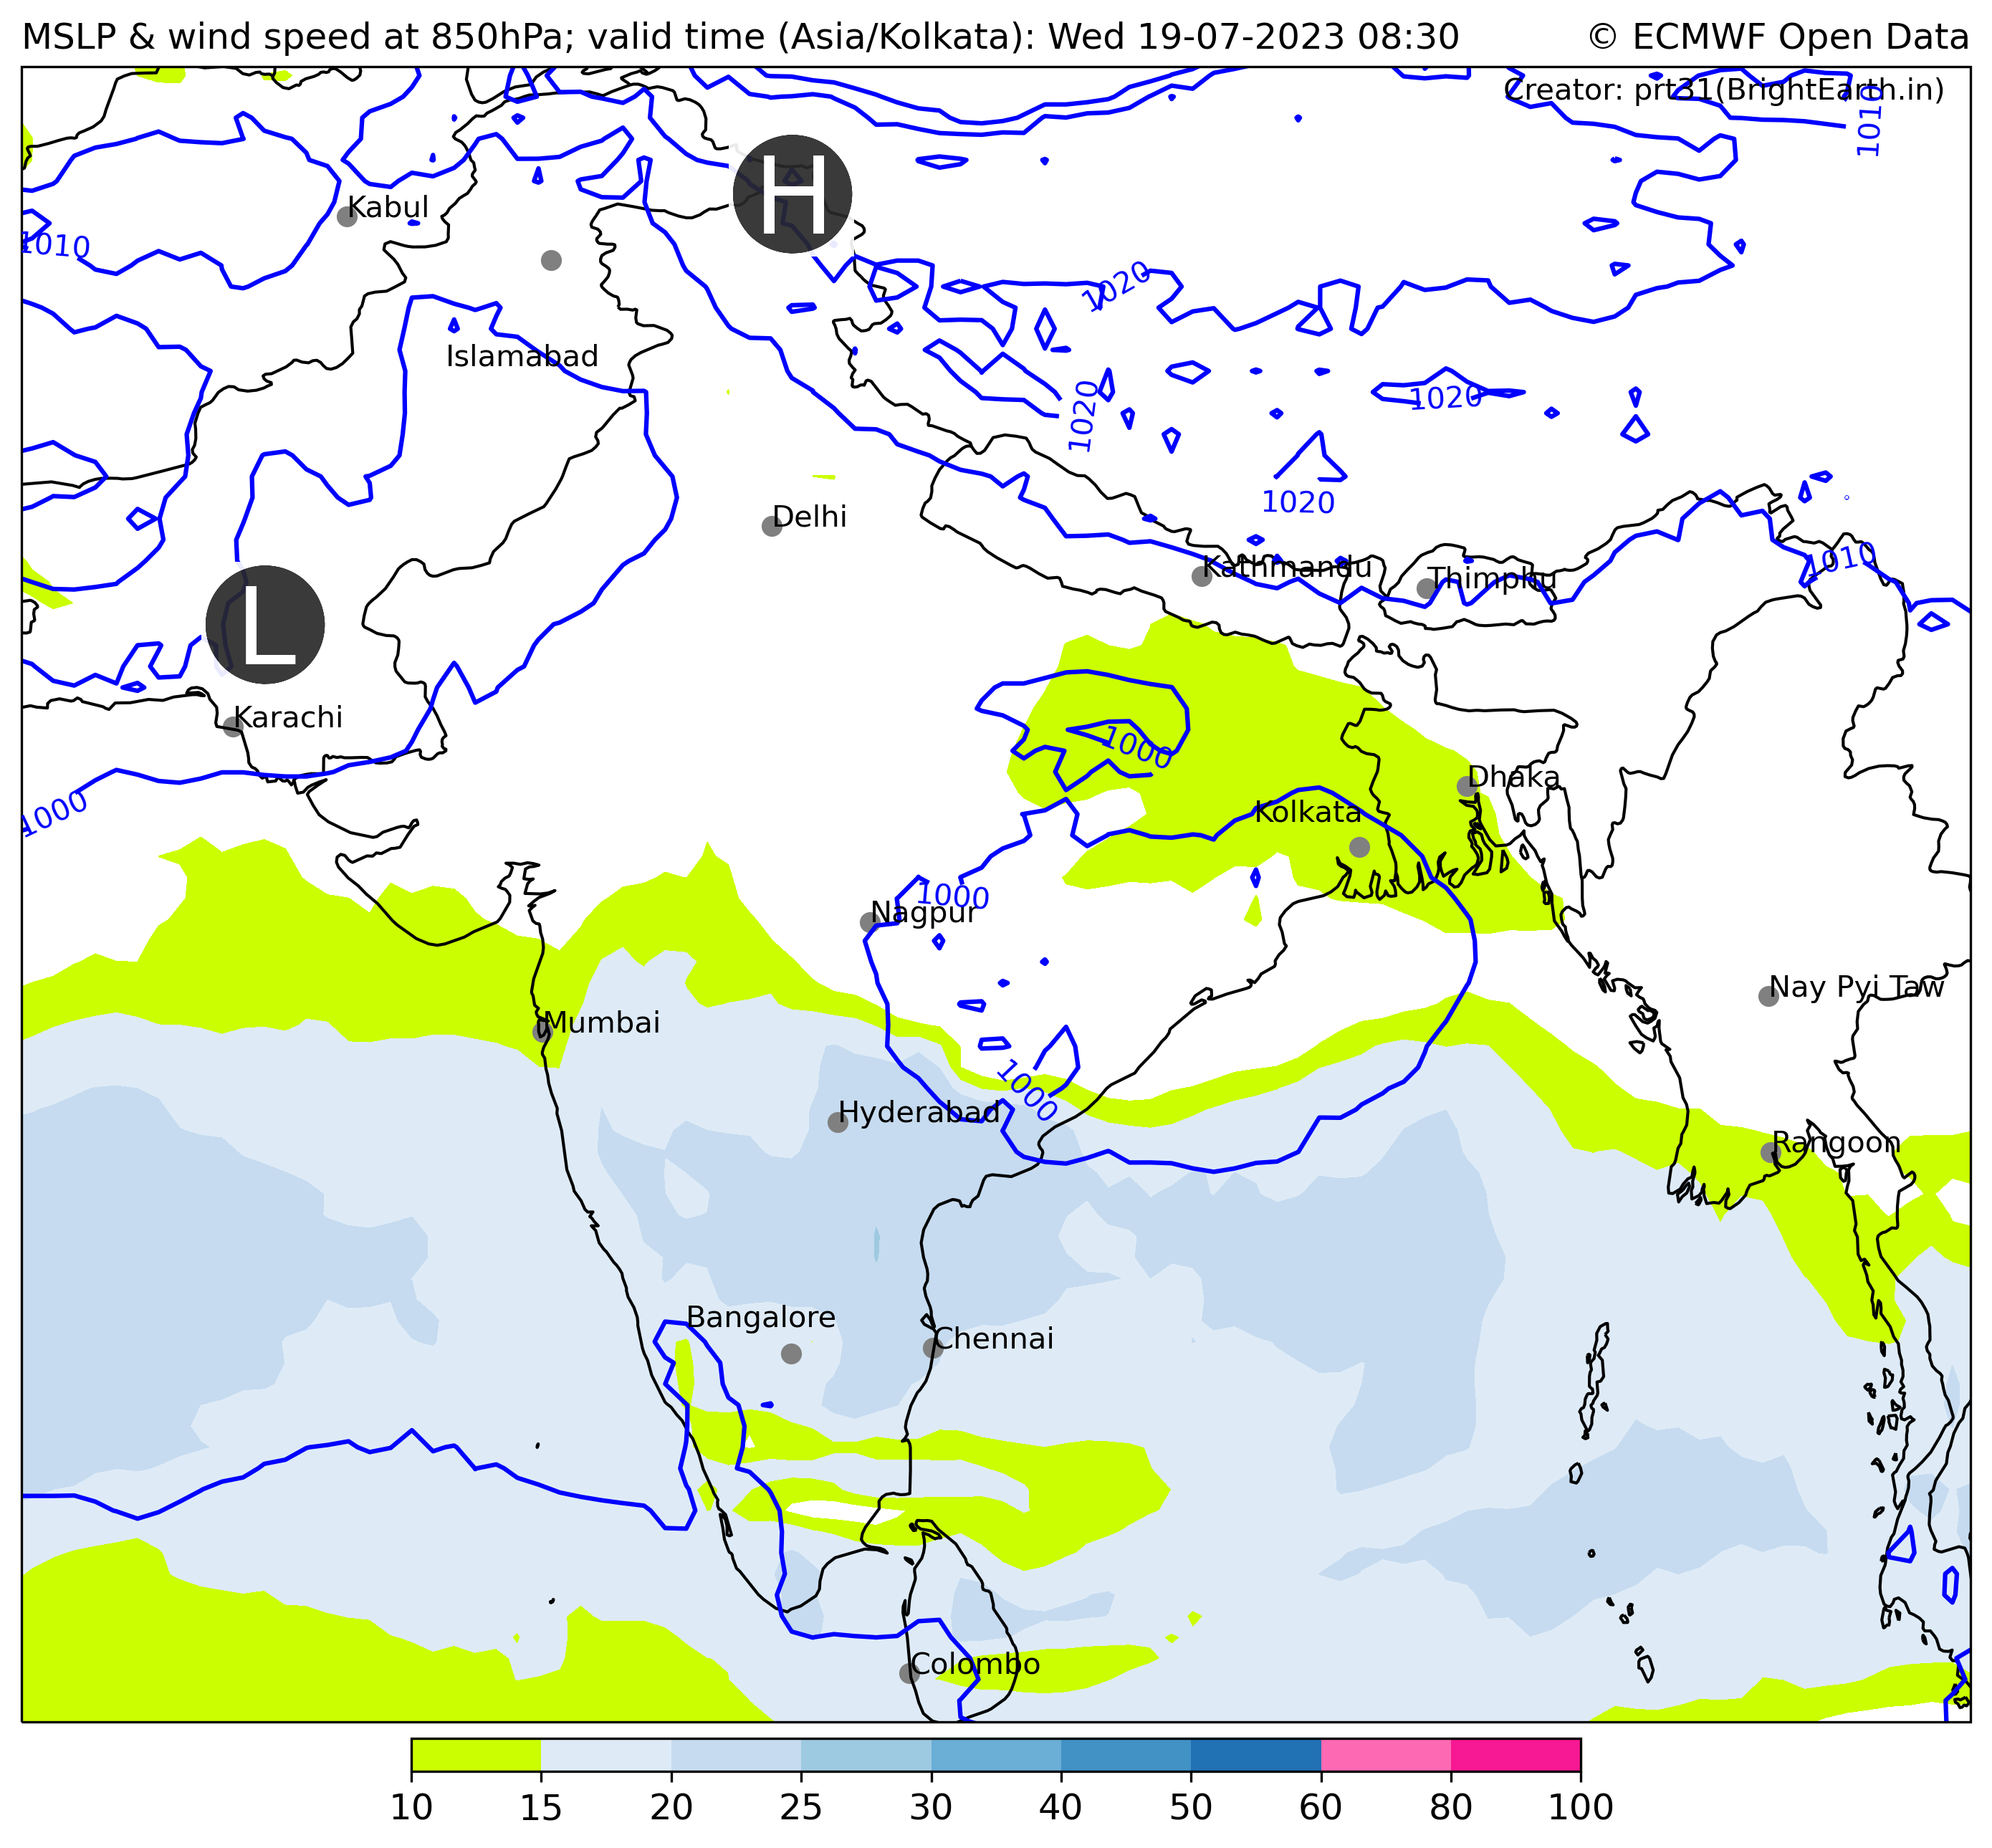 MSLP & wind speed at 850hPa; valid time (Asia/Kolkata): Wed 19-07-2023 08:30
© ECMWF Open Data
Creator: prt31(BrightEarth.in)
1010
H
Kabul
1010
1020
Islamabad
1020
1020
1020
Delhi
1010
Kathmandu
Thimphu
L
Karachi
1000
Dhaka
1000
Kolkata
1000
Nagpur
Nay Pyi Taw
Mumbai
1000
Hyderabad
Rangoon
Bangalore
Chennai
Colombo
10 15 20 25 30 40 50 60 80 100